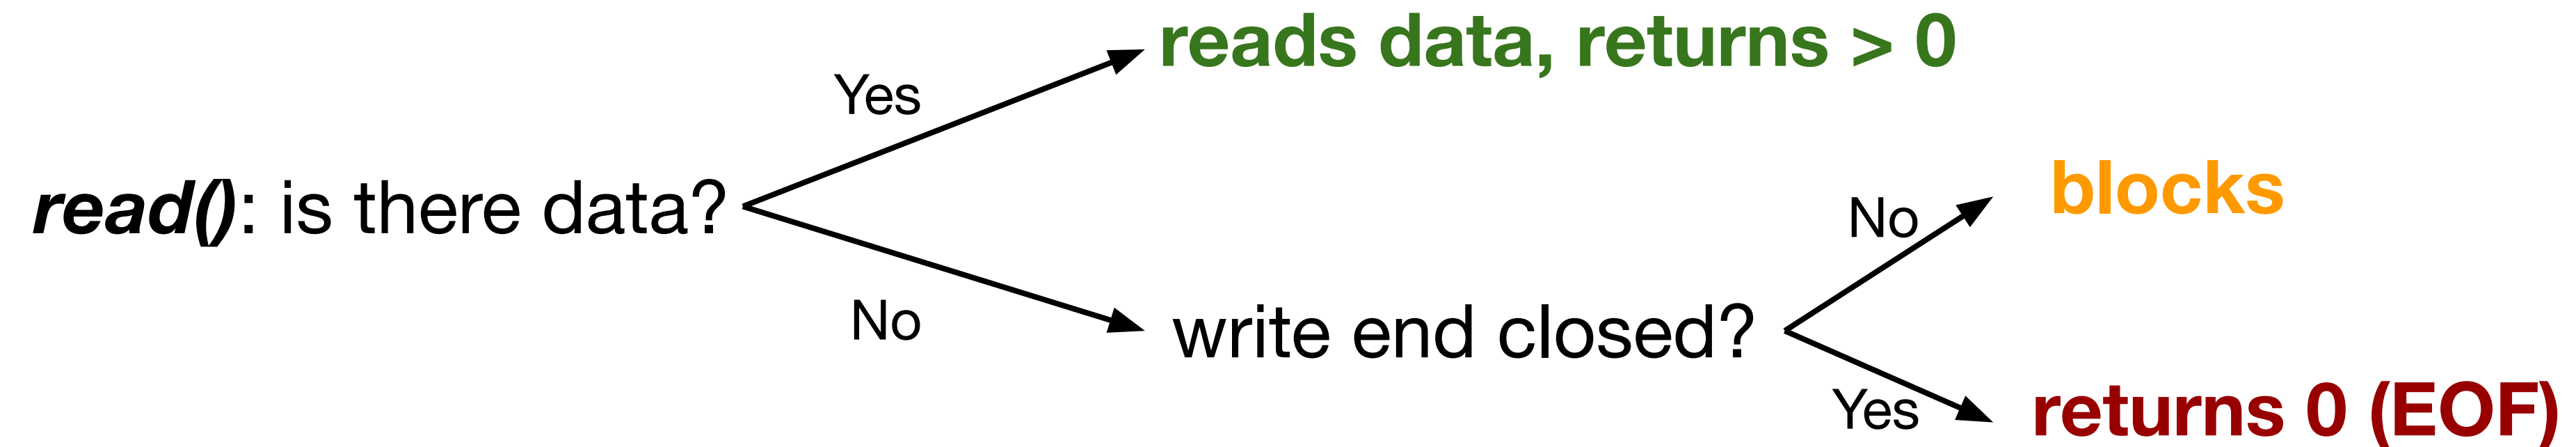 reads data, returns > 0
Yes
read(): is there data?
blocks
No
No
write end closed?
Yes
returns 0 (EOF)